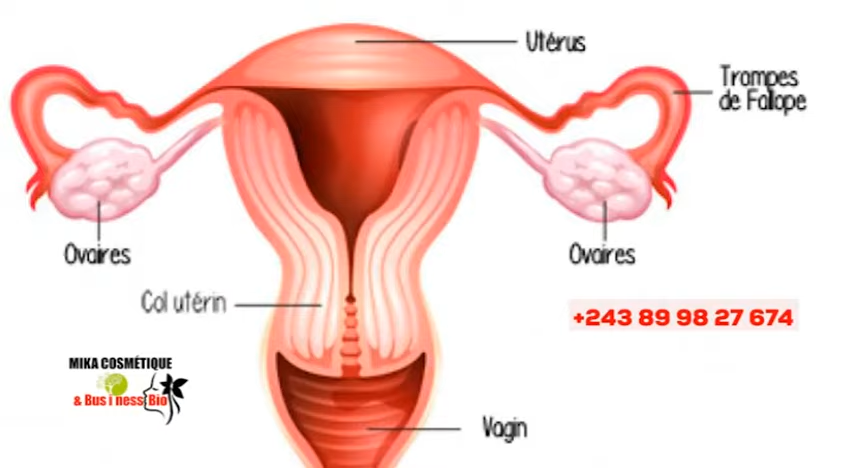 Utérus
Trompes
de Fallope
Ovaires
Ovaires
Col utérin
+243 89 98 27 674
MIKA COSMÉTIQUE
& Bus i ness Bio
Vagin